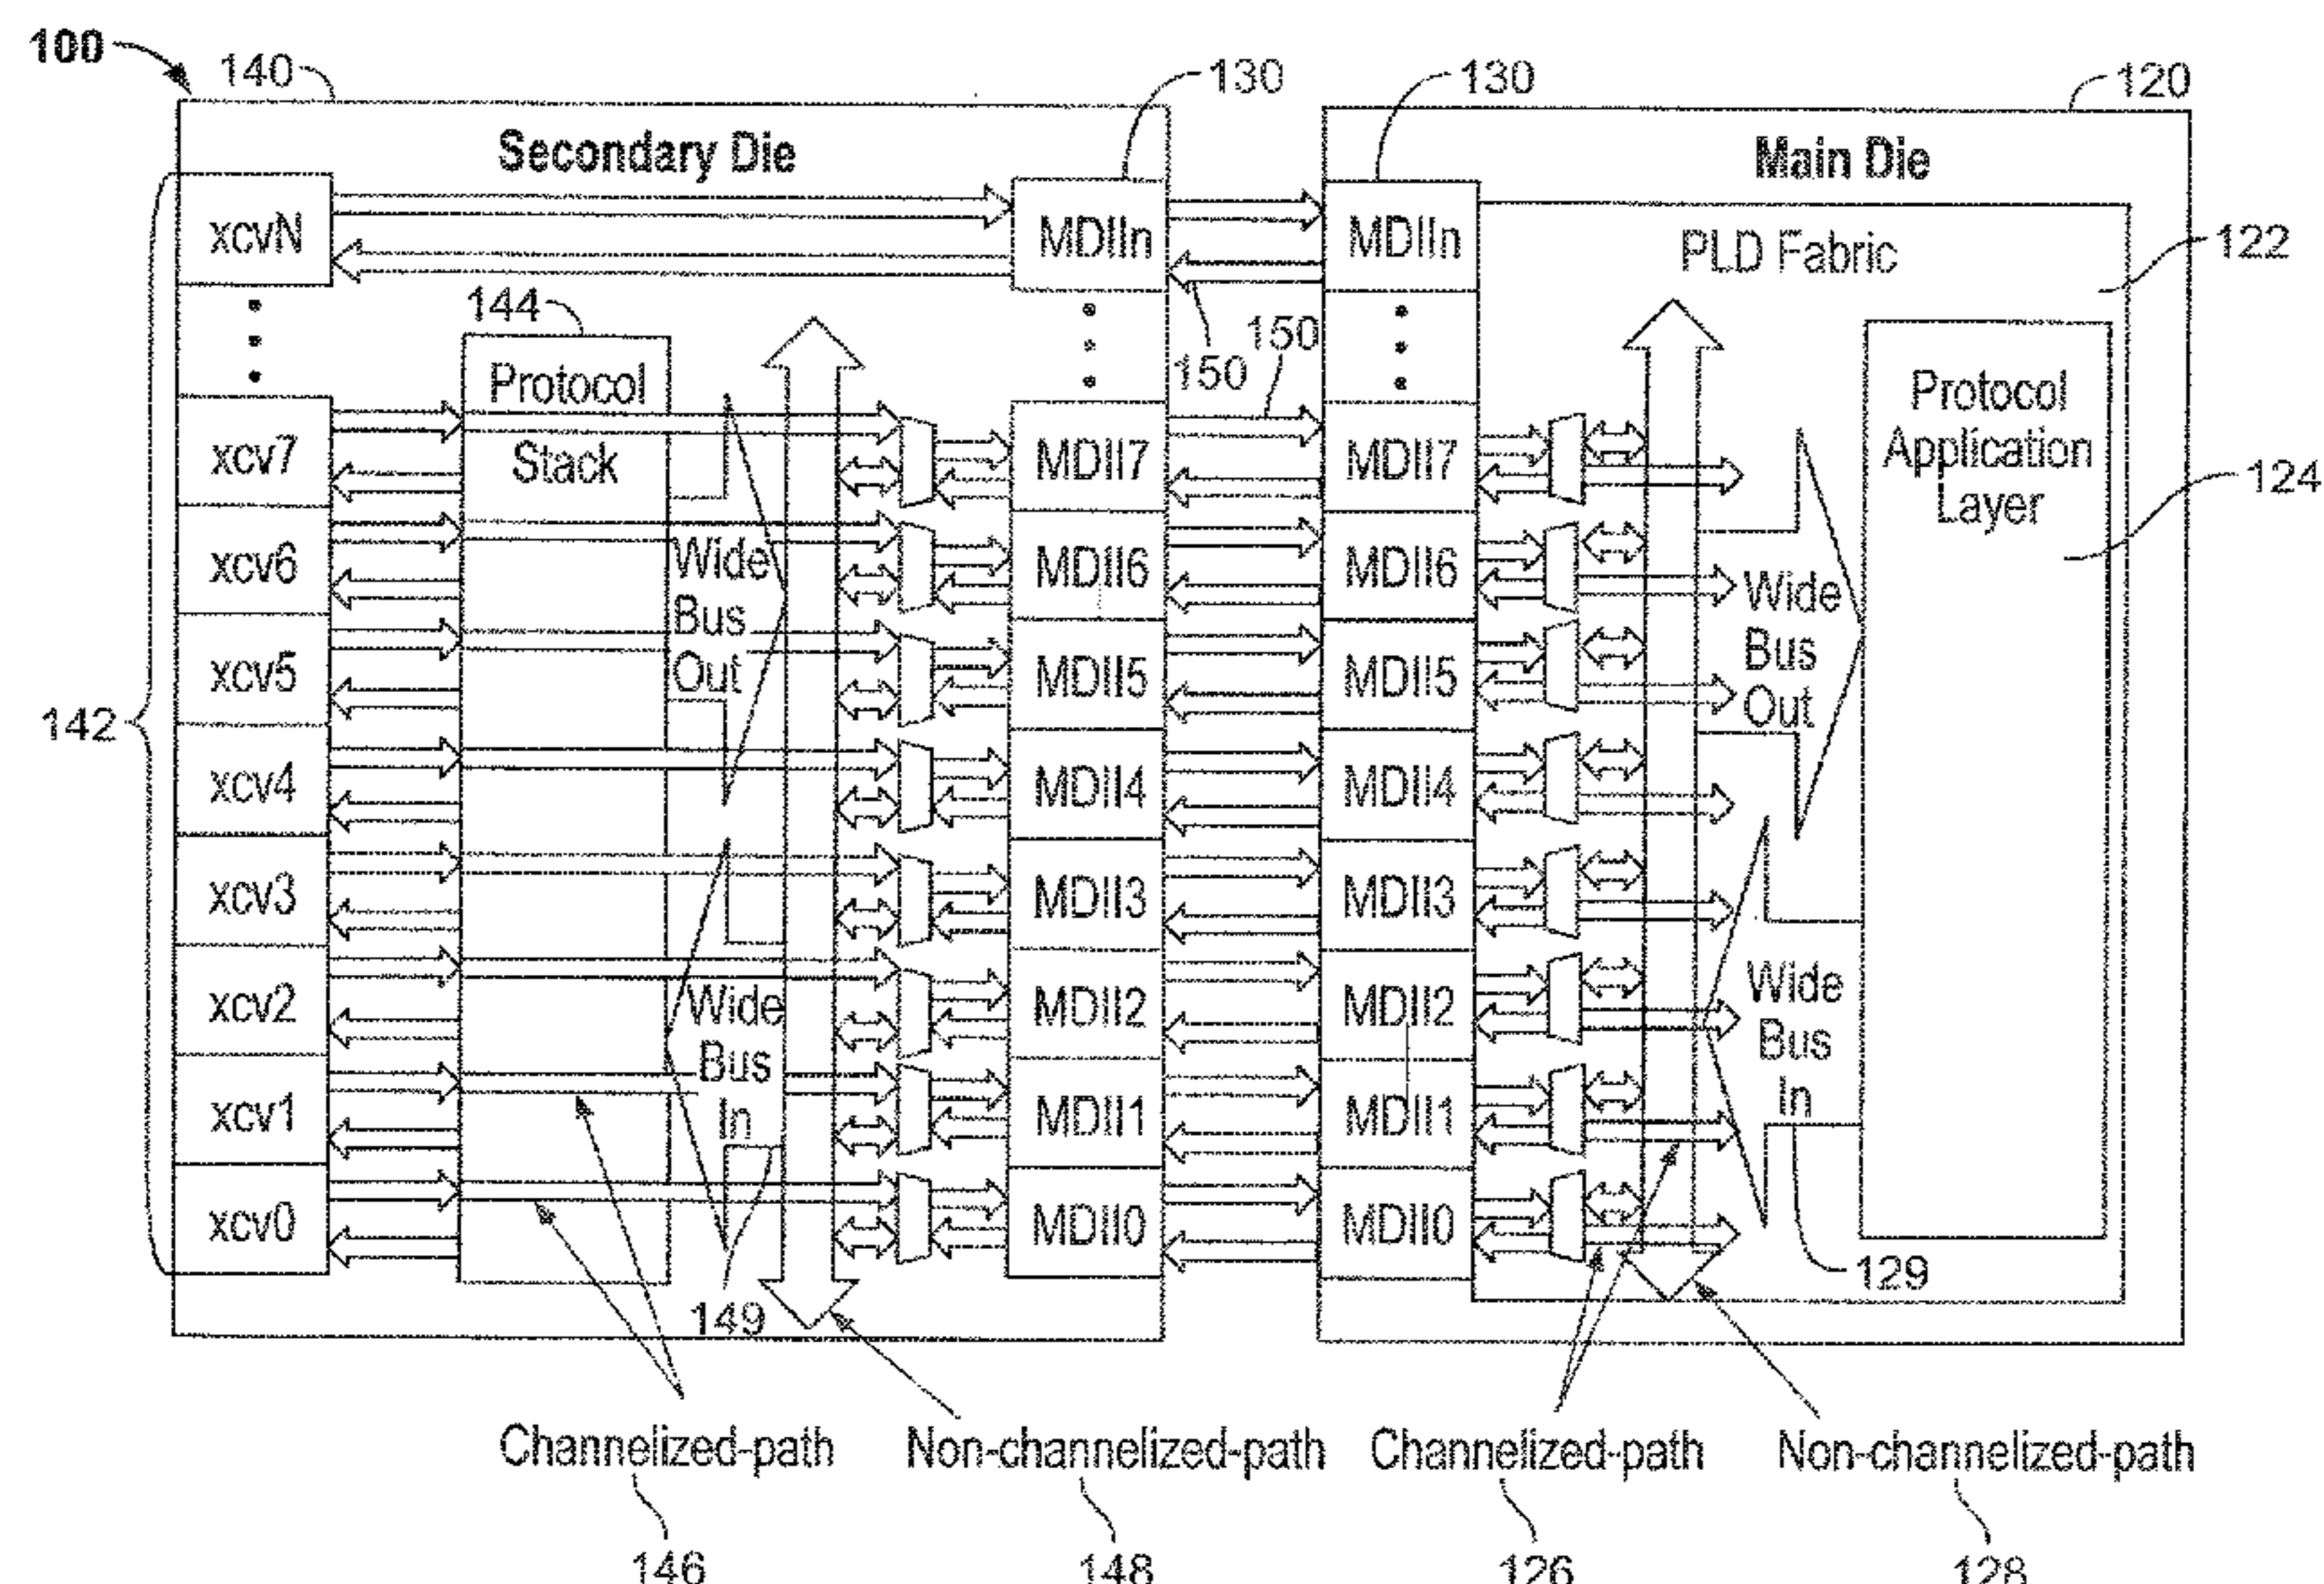 100
140
130
130
120
Secondary Die
Main Die
xcvN
MDIIn
MDIIn
PLD Fabric
122
144
150
150
Protocol
Stack
Protocol
Application
Layer
124
xcv7
MDII7
MDII7
xcv6
Wide
Bus
Out
MDII6
MDII6
Wide
Bus
Out
xcv5
MDII5
MDII5
142
xcv4
MDII4
MDII4
xcv3
MDII3
MDII3
xcv2
Wide
Bus
In
MDII2
MDII2
Wide
Bus
In
xcv1
MDII1
MDII1
xcv0
MDII0
MDII0
149
129
Channelized-path
Non-channelized-path
Channelized-path
Non-channelized-path
146
148
126
128